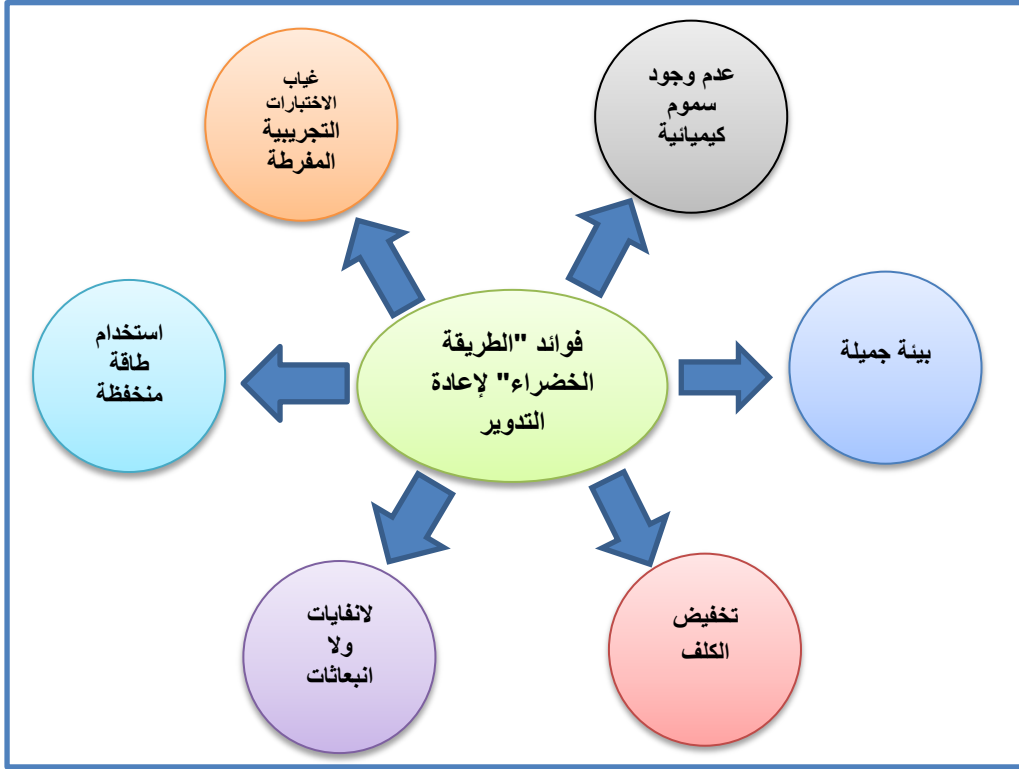 عدم وجود
سموم
كيميائية
غياب
الاختبارات
التجريبية
المفرطة
فوائد "الطريقة
الخضراء" لإعادة
التدوير
بيئة جميلة
استخدام
طاقة
منخفظة
تخفيض
الكلف
لانفايات
ولا
انبعاثات